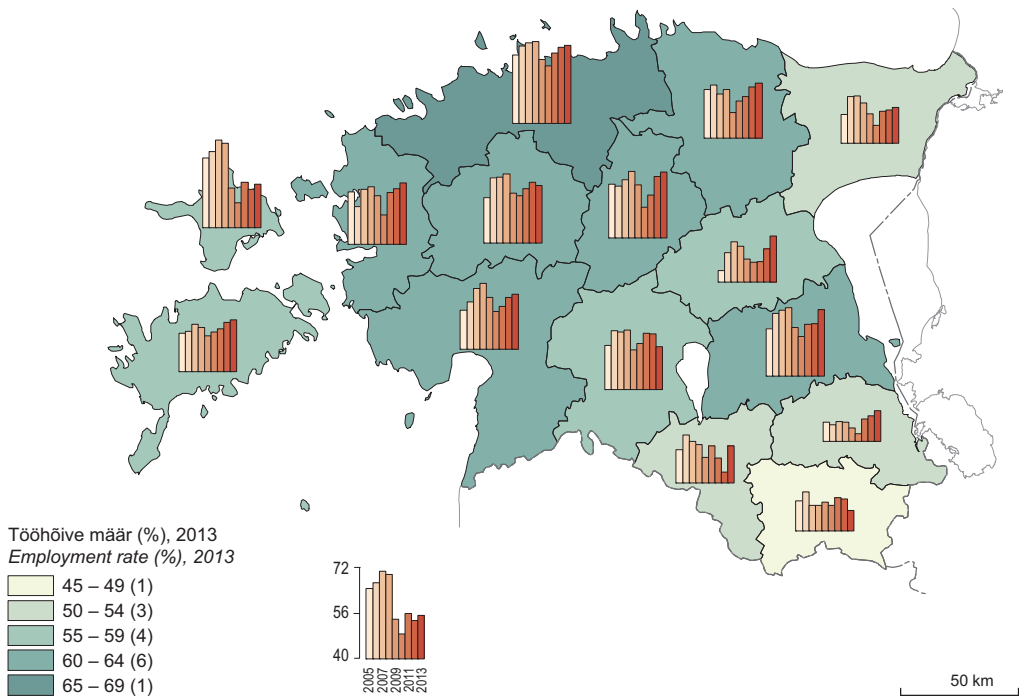 Tööhõive määr (%), 2013
Employment rate (%), 2013
45 – 49 (1)
50 – 54 (3)
55 – 59 (4)
60 – 64 (6)
65 – 69 (1)
72
56
40
2005
2007
2009
2011
2013
50 km